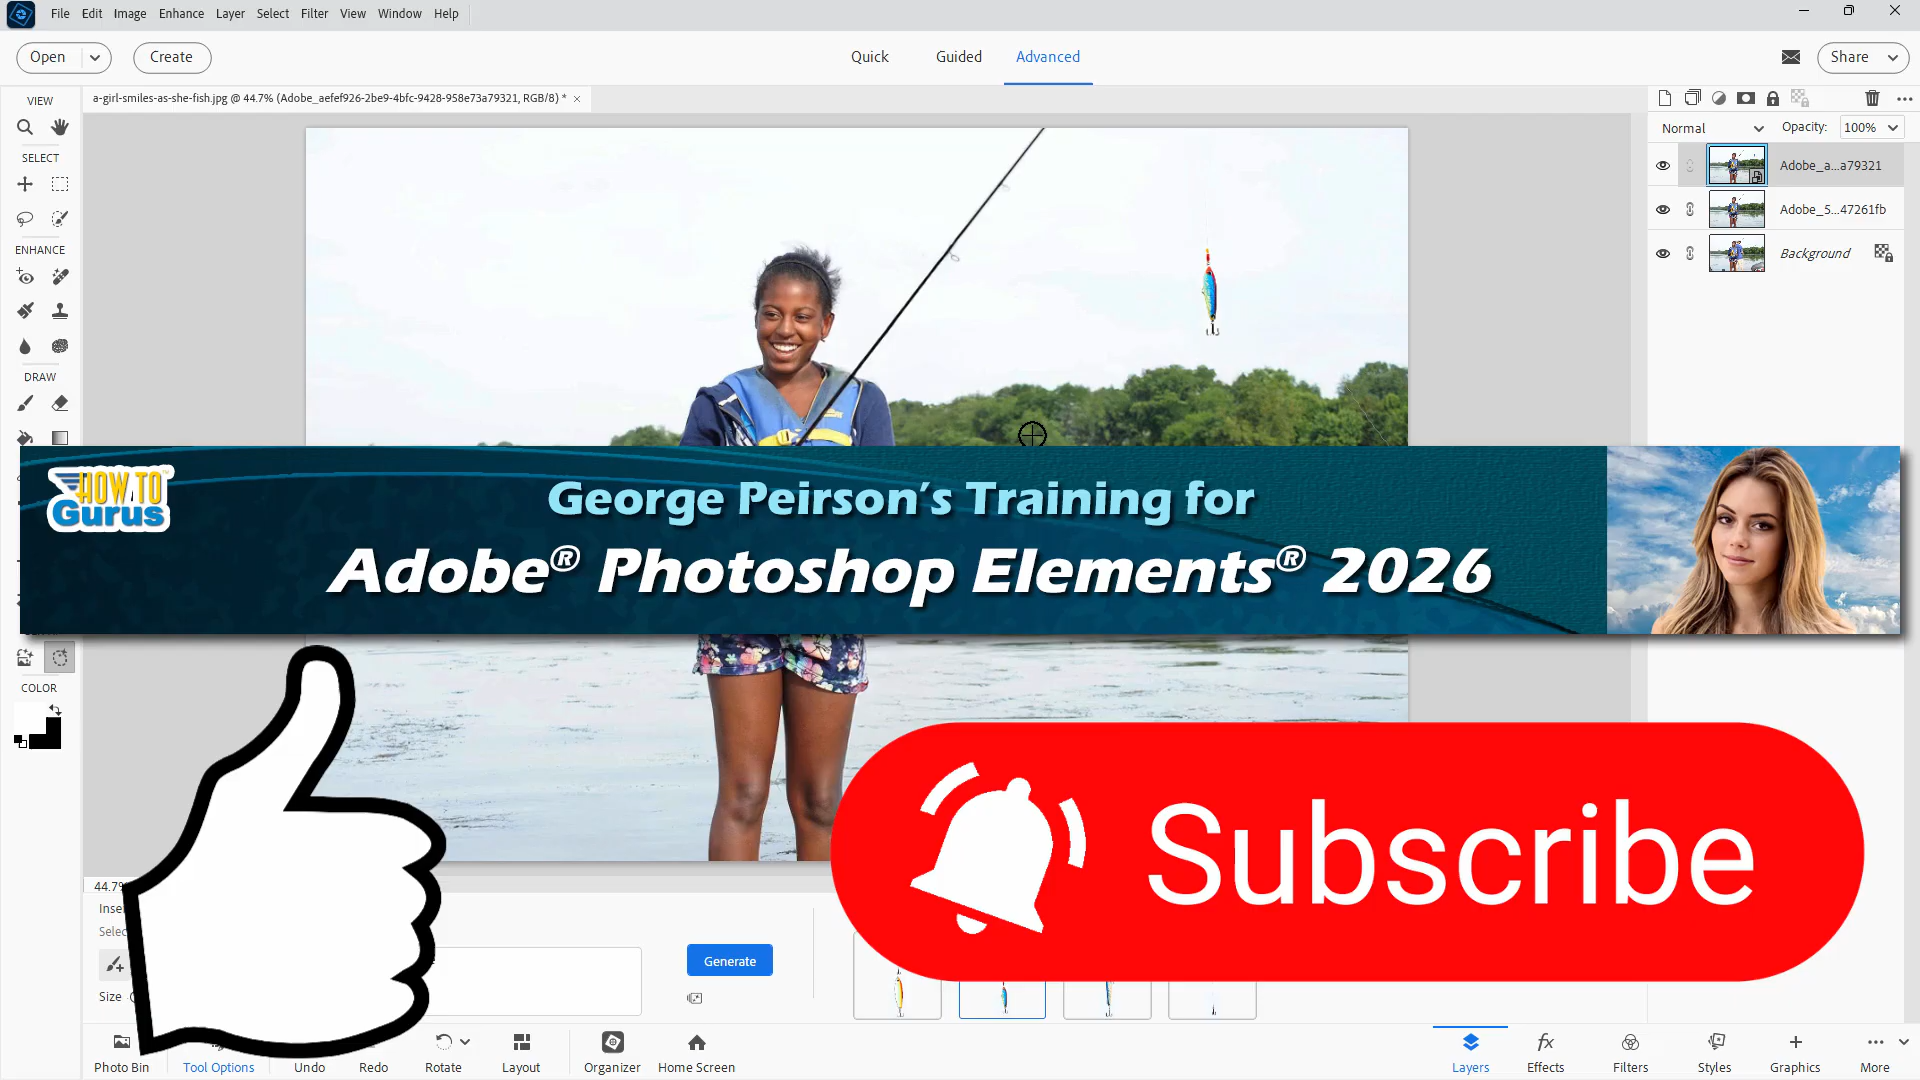 File Edit Image Enhance Layer Select Filter View Window Help
Open Create Quick Guided Advanced Share
a-girl-smiles-as-she-fish.jpg @ 44.7% (Adobe_aefef926-2be9-4bfc-9428-958e73a79321, RGB/8) * ×
VIEW
SELECT
ENHANCE
DRAW
COLOR
Normal Opacity: 100%
Adobe_a...a79321
Adobe_5...47261fb
Background
HOW TO
Gurus
George Peirson's Training for
Adobe® Photoshop Elements® 2026
Subscribe
44.7%
Size
Generate
Photo Bin Tool Options Undo Redo Rotate Layout Organizer Home Screen Layers Effects Filters Styles Graphics More